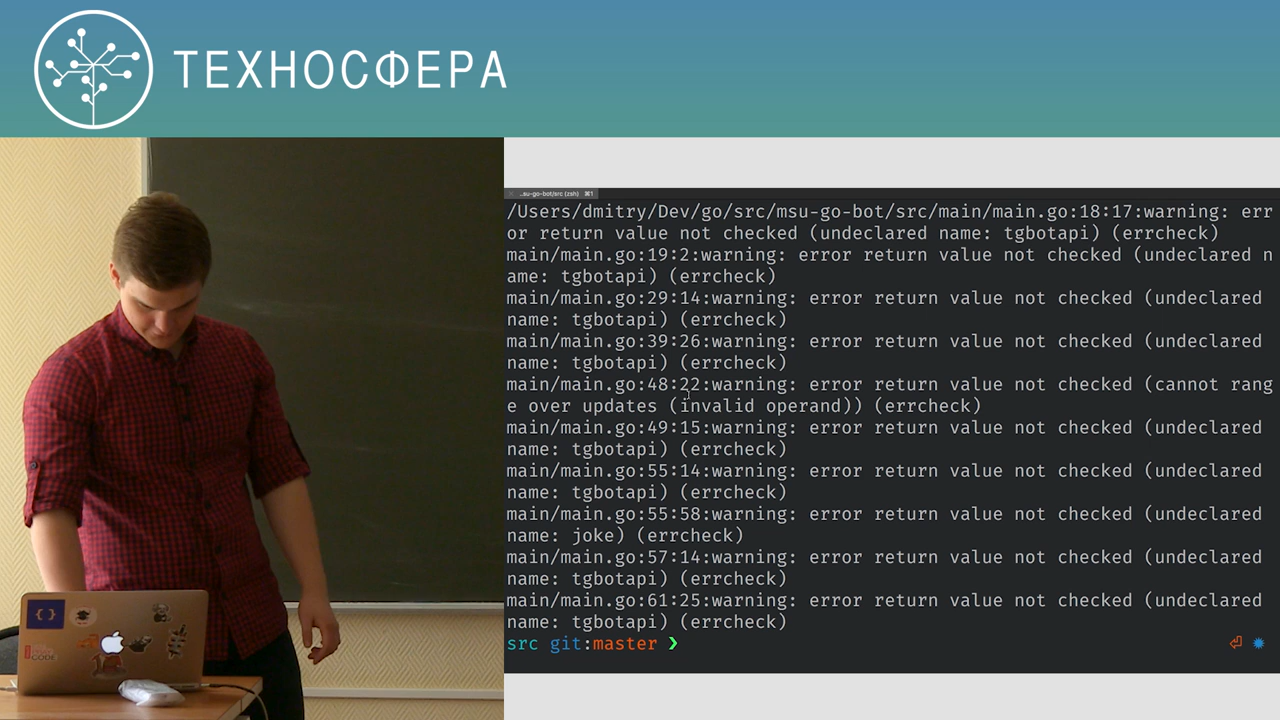 ТЕХНОСФЕРА
..su-go-bot/src (zsh) ⌘1
/Users/dmitry/Dev/go/src/msu-go-bot/src/main/main.go:18:17:warning: err
or return value not checked (undeclared name: tgbotapi) (errcheck)
main/main.go:19:2:warning: error return value not checked (undeclared n
ame: tgbotapi) (errcheck)
main/main.go:29:14:warning: error return value not checked (undeclared
name: tgbotapi) (errcheck)
main/main.go:39:26:warning: error return value not checked (undeclared
name: tgbotapi) (errcheck)
main/main.go:48:22:warning: error return value not checked (cannot rang
e over updates (invalid operand)) (errcheck)
main/main.go:49:15:warning: error return value not checked (undeclared
name: tgbotapi) (errcheck)
main/main.go:55:14:warning: error return value not checked (undeclared
name: tgbotapi) (errcheck)
main/main.go:55:58:warning: error return value not checked (undeclared
name: joke) (errcheck)
main/main.go:57:14:warning: error return value not checked (undeclared
name: tgbotapi) (errcheck)
main/main.go:61:25:warning: error return value not checked (undeclared
name: tgbotapi) (errcheck)
src git:master ❯
{ }
CODE